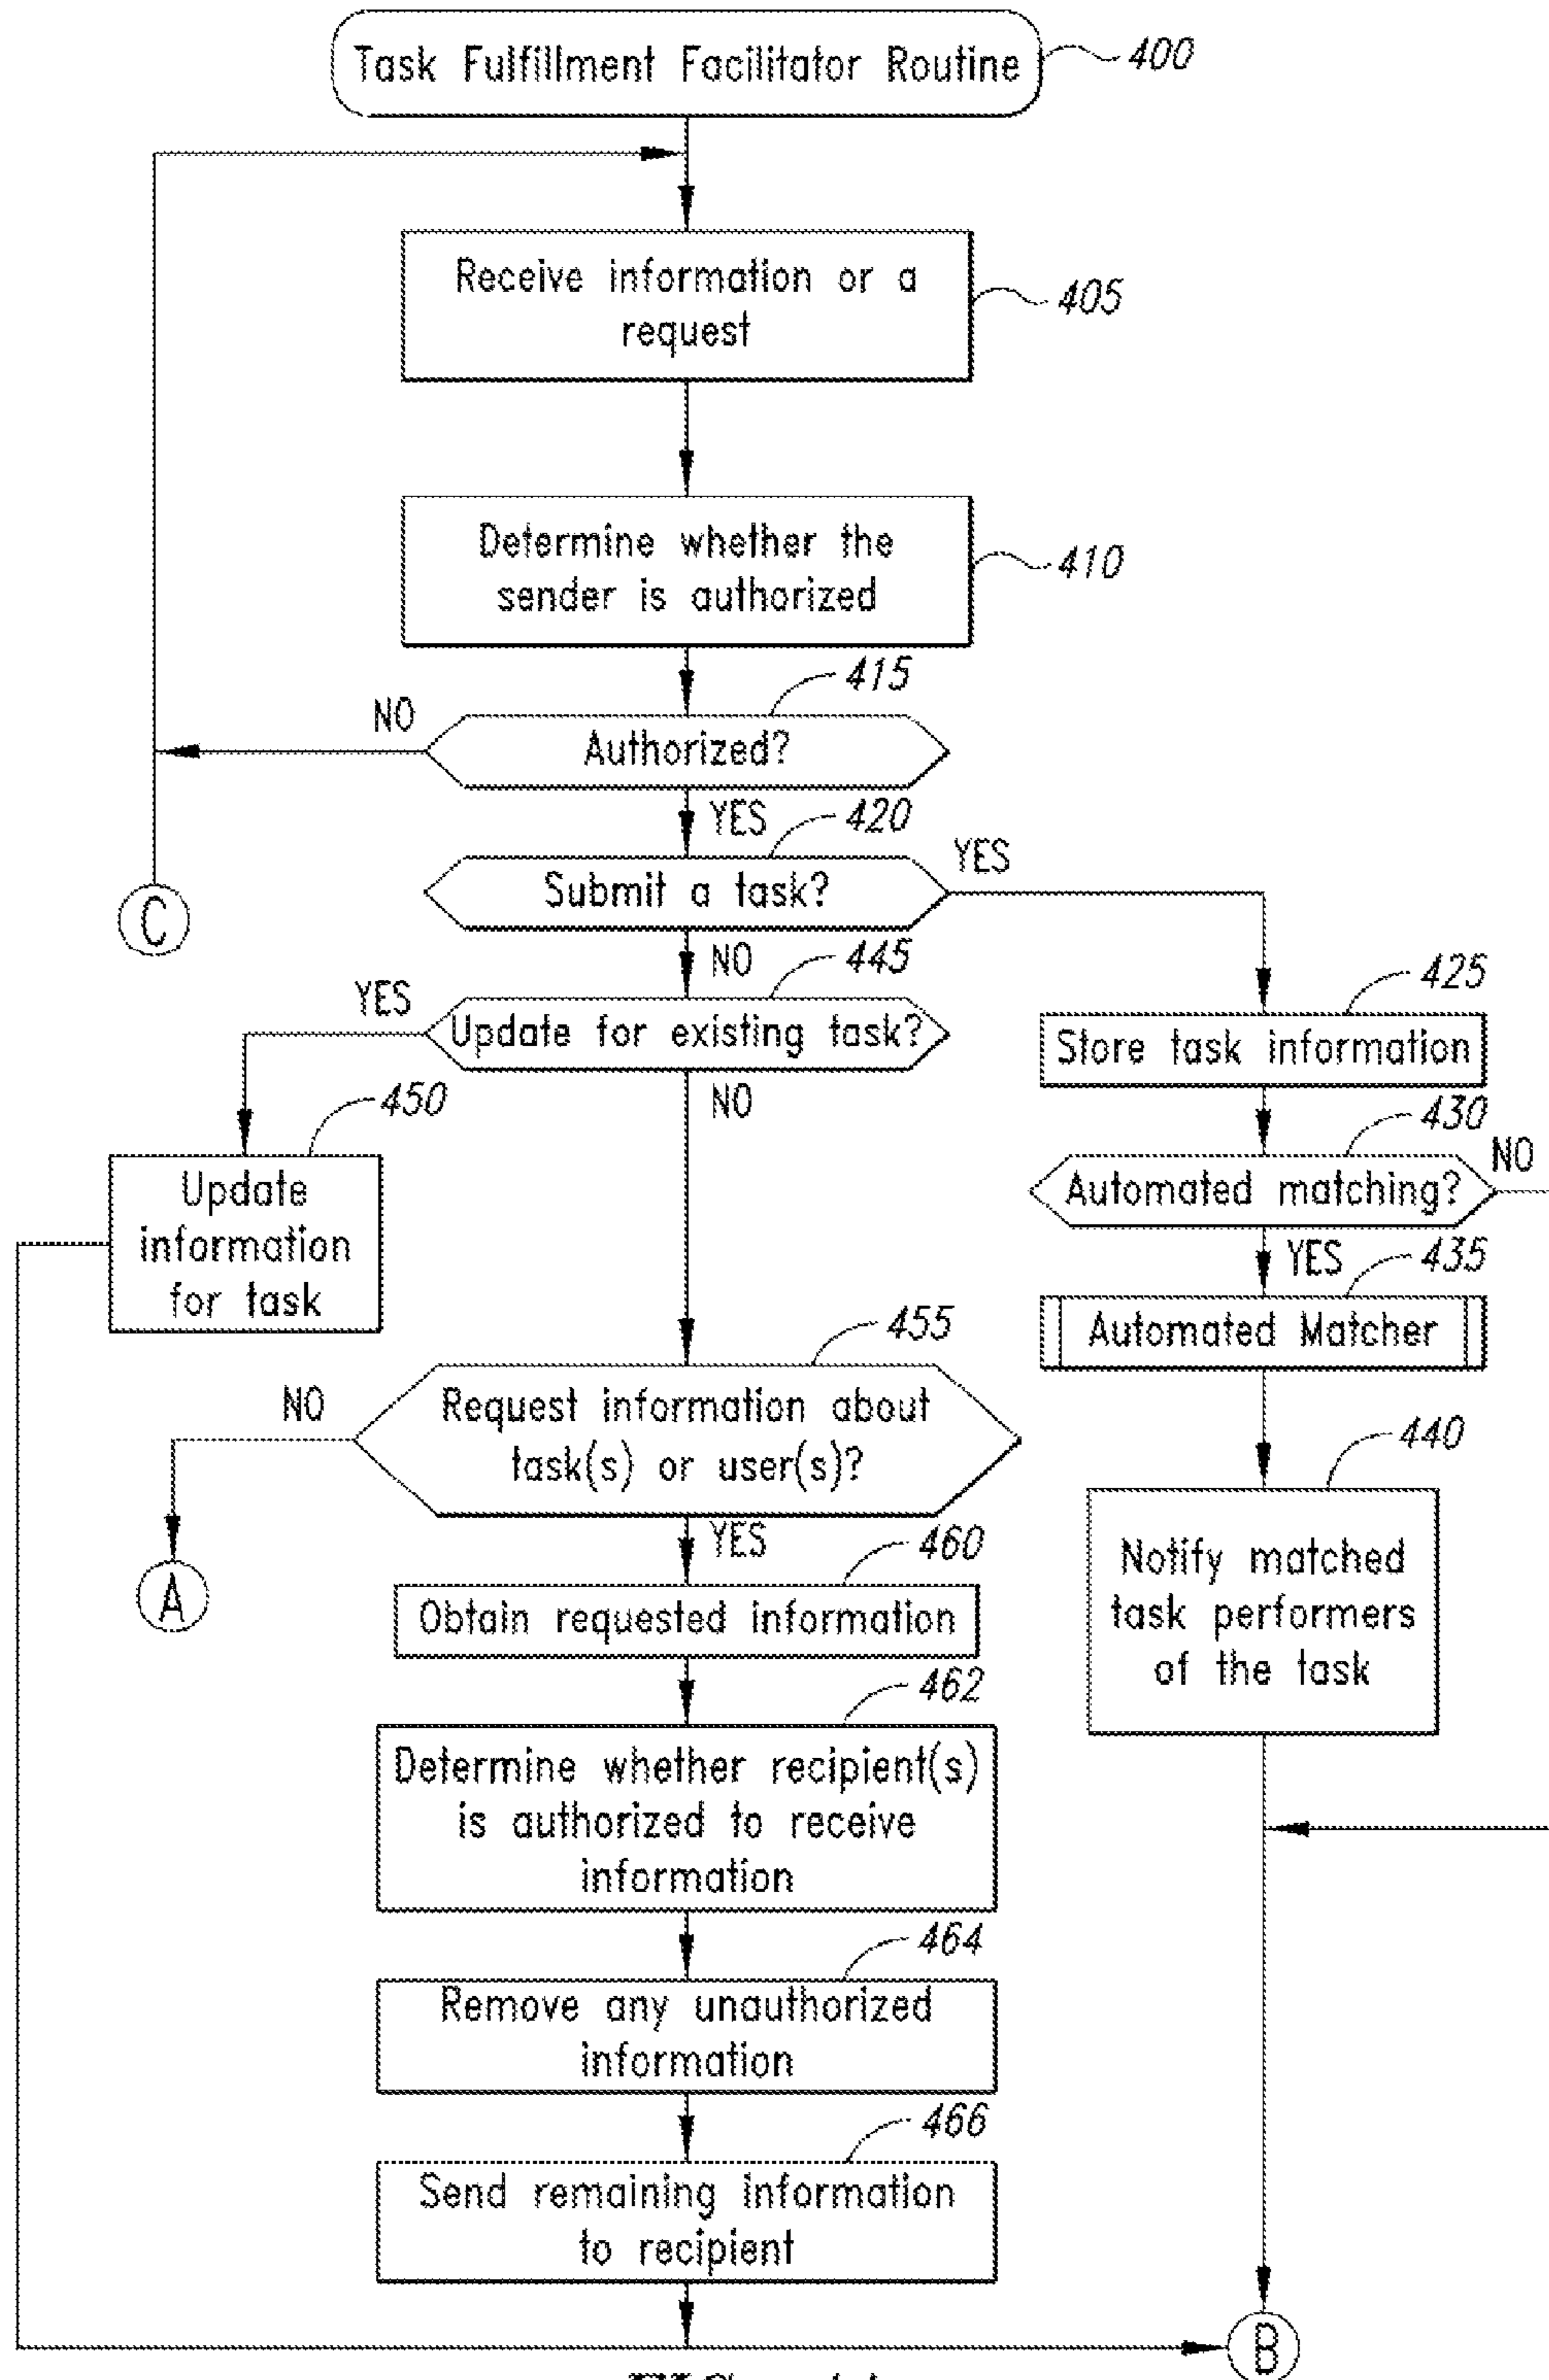 Task Fulfillment Facilitator Routine
400
Receive information or a
request
405
Determine whether the
sender is authorized
410
415
NO
Authorized?
YES
420
Submit a task?
YES
C
NO
445
YES
Update for existing task?
NO
425
Store task information
430
Automated matching?
NO
YES
435
Automated Matcher
450
Update
information
for task
455
NO
Request information about
task(s) or user(s)?
YES
A
440
Notify matched
task performers
of the task
460
Obtain requested information
462
Determine whether recipient(s)
is authorized to receive
information
464
Remove any unauthorized
information
466
Send remaining information
to recipient
B